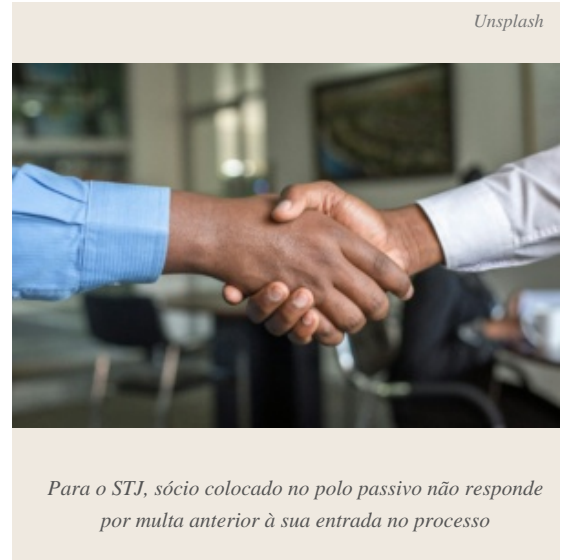 Unsplash
Para o STJ, sócio colocado no polo passivo não responde
por multa anterior à sua entrada no processo